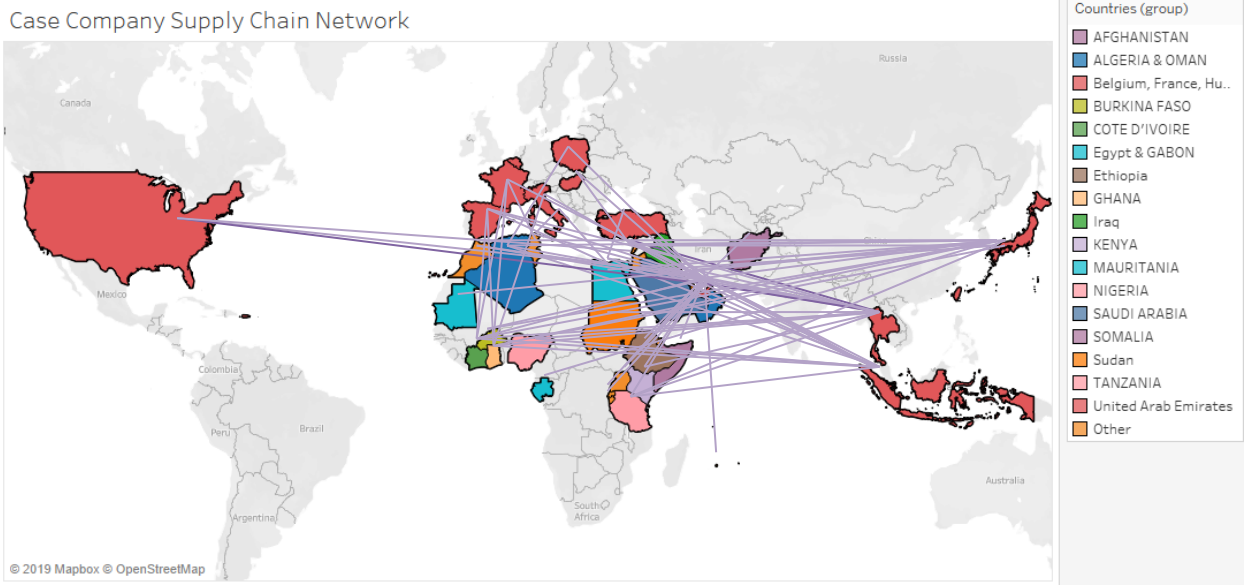 Case Company Supply Chain Network
Countries (group)
AFGHANISTAN
ALGERIA & OMAN
Belgium, France, Hu..
BURKINA FASO
COTE D'IVOIRE
Egypt & GABON
Ethiopia
GHANA
Iraq
KENYA
MAURITANIA
NIGERIA
SAUDI ARABIA
SOMALIA
Sudan
TANZANIA
United Arab Emirates
Other
Russia
Canada
Iran
Mexico
Colombia
Peru
Brazil
Australia
South
Africa
Argentina
© 2019 Mapbox © OpenStreetMap